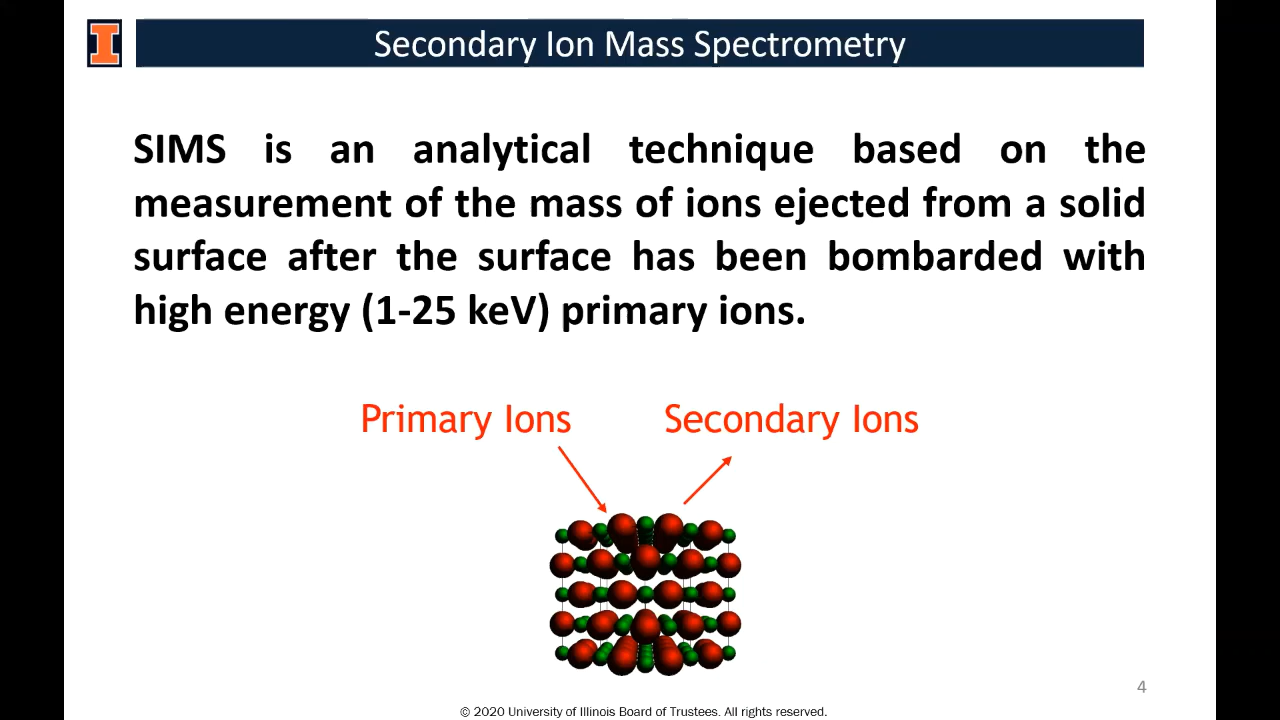 Secondary Ion Mass Spectrometry
SIMS is an analytical technique based on the
measurement of the mass of ions ejected from a solid
surface after the surface has been bombarded with
high energy (1-25 keV) primary ions.
Primary Ions Secondary Ions
4
© 2020 University of Illinois Board of Trustees. All rights reserved.